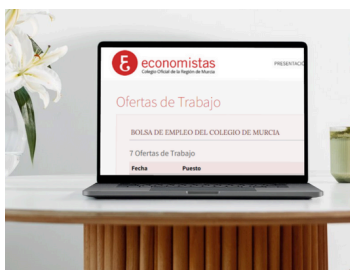 economistas
Colegio Oficial de la Región de Murcia
PRESENTACIÓ
Ofertas de Trabajo
BOLSA DE EMPLEO DEL COLEGIO DE MURCIA
7 Ofertas de Trabajo
Fecha Puesto